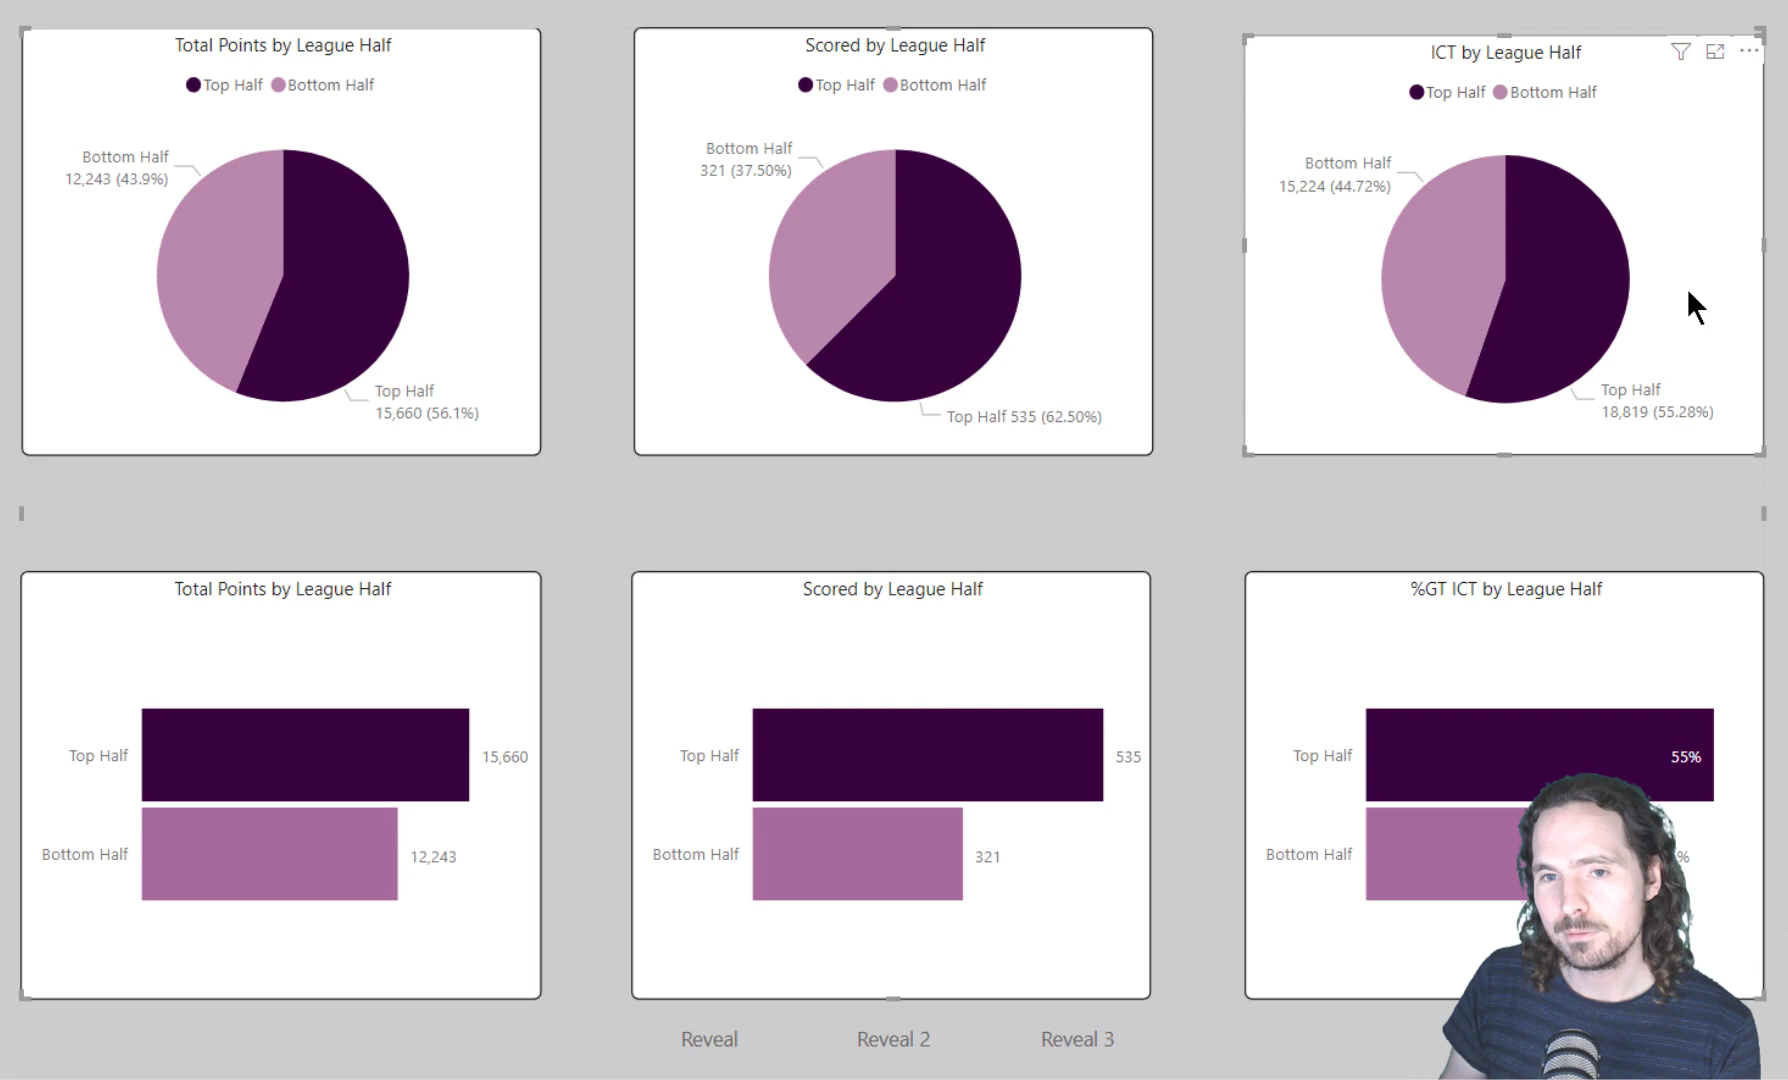 Total Points by League Half
Top Half Bottom Half
Bottom Half
12,243 (43.9%)
Top Half
15,660 (56.1%)
Scored by League Half
Top Half Bottom Half
Bottom Half
321 (37.50%)
Top Half 535 (62.50%)
ICT by League Half
Top Half Bottom Half
Bottom Half
15,224 (44.72%)
Top Half
18,819 (55.28%)
Total Points by League Half
Top Half 15,660
Bottom Half 12,243
Scored by League Half
Top Half 535
Bottom Half 321
%GT ICT by League Half
Top Half 55%
Bottom Half %
Reveal Reveal 2 Reveal 3